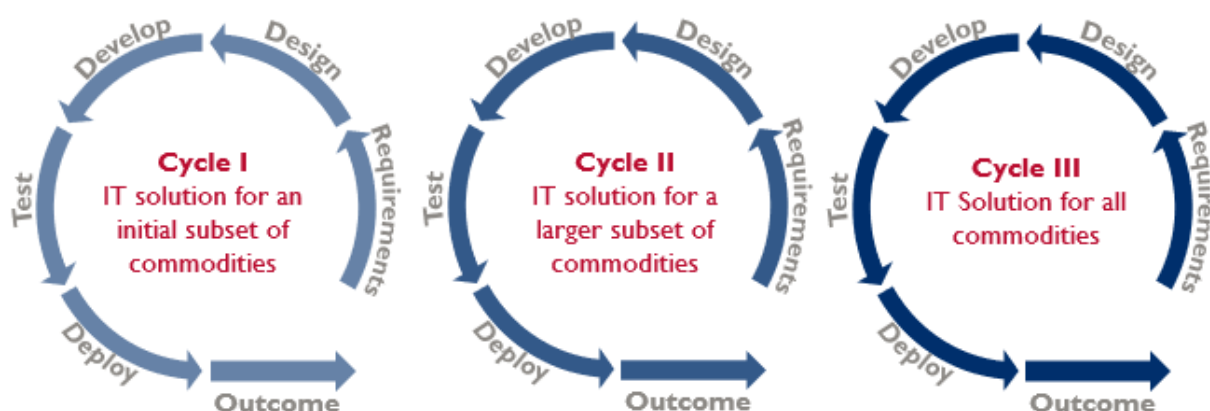 Develop
Design
Requirements
Test
Deploy
Outcome
Cycle I
IT solution for an
initial subset of
commodities
Develop
Design
Requirements
Test
Deploy
Outcome
Cycle II
IT solution for a
larger subset of
commodities
Develop
Design
Requirements
Test
Deploy
Outcome
Cycle III
IT Solution for all
commodities